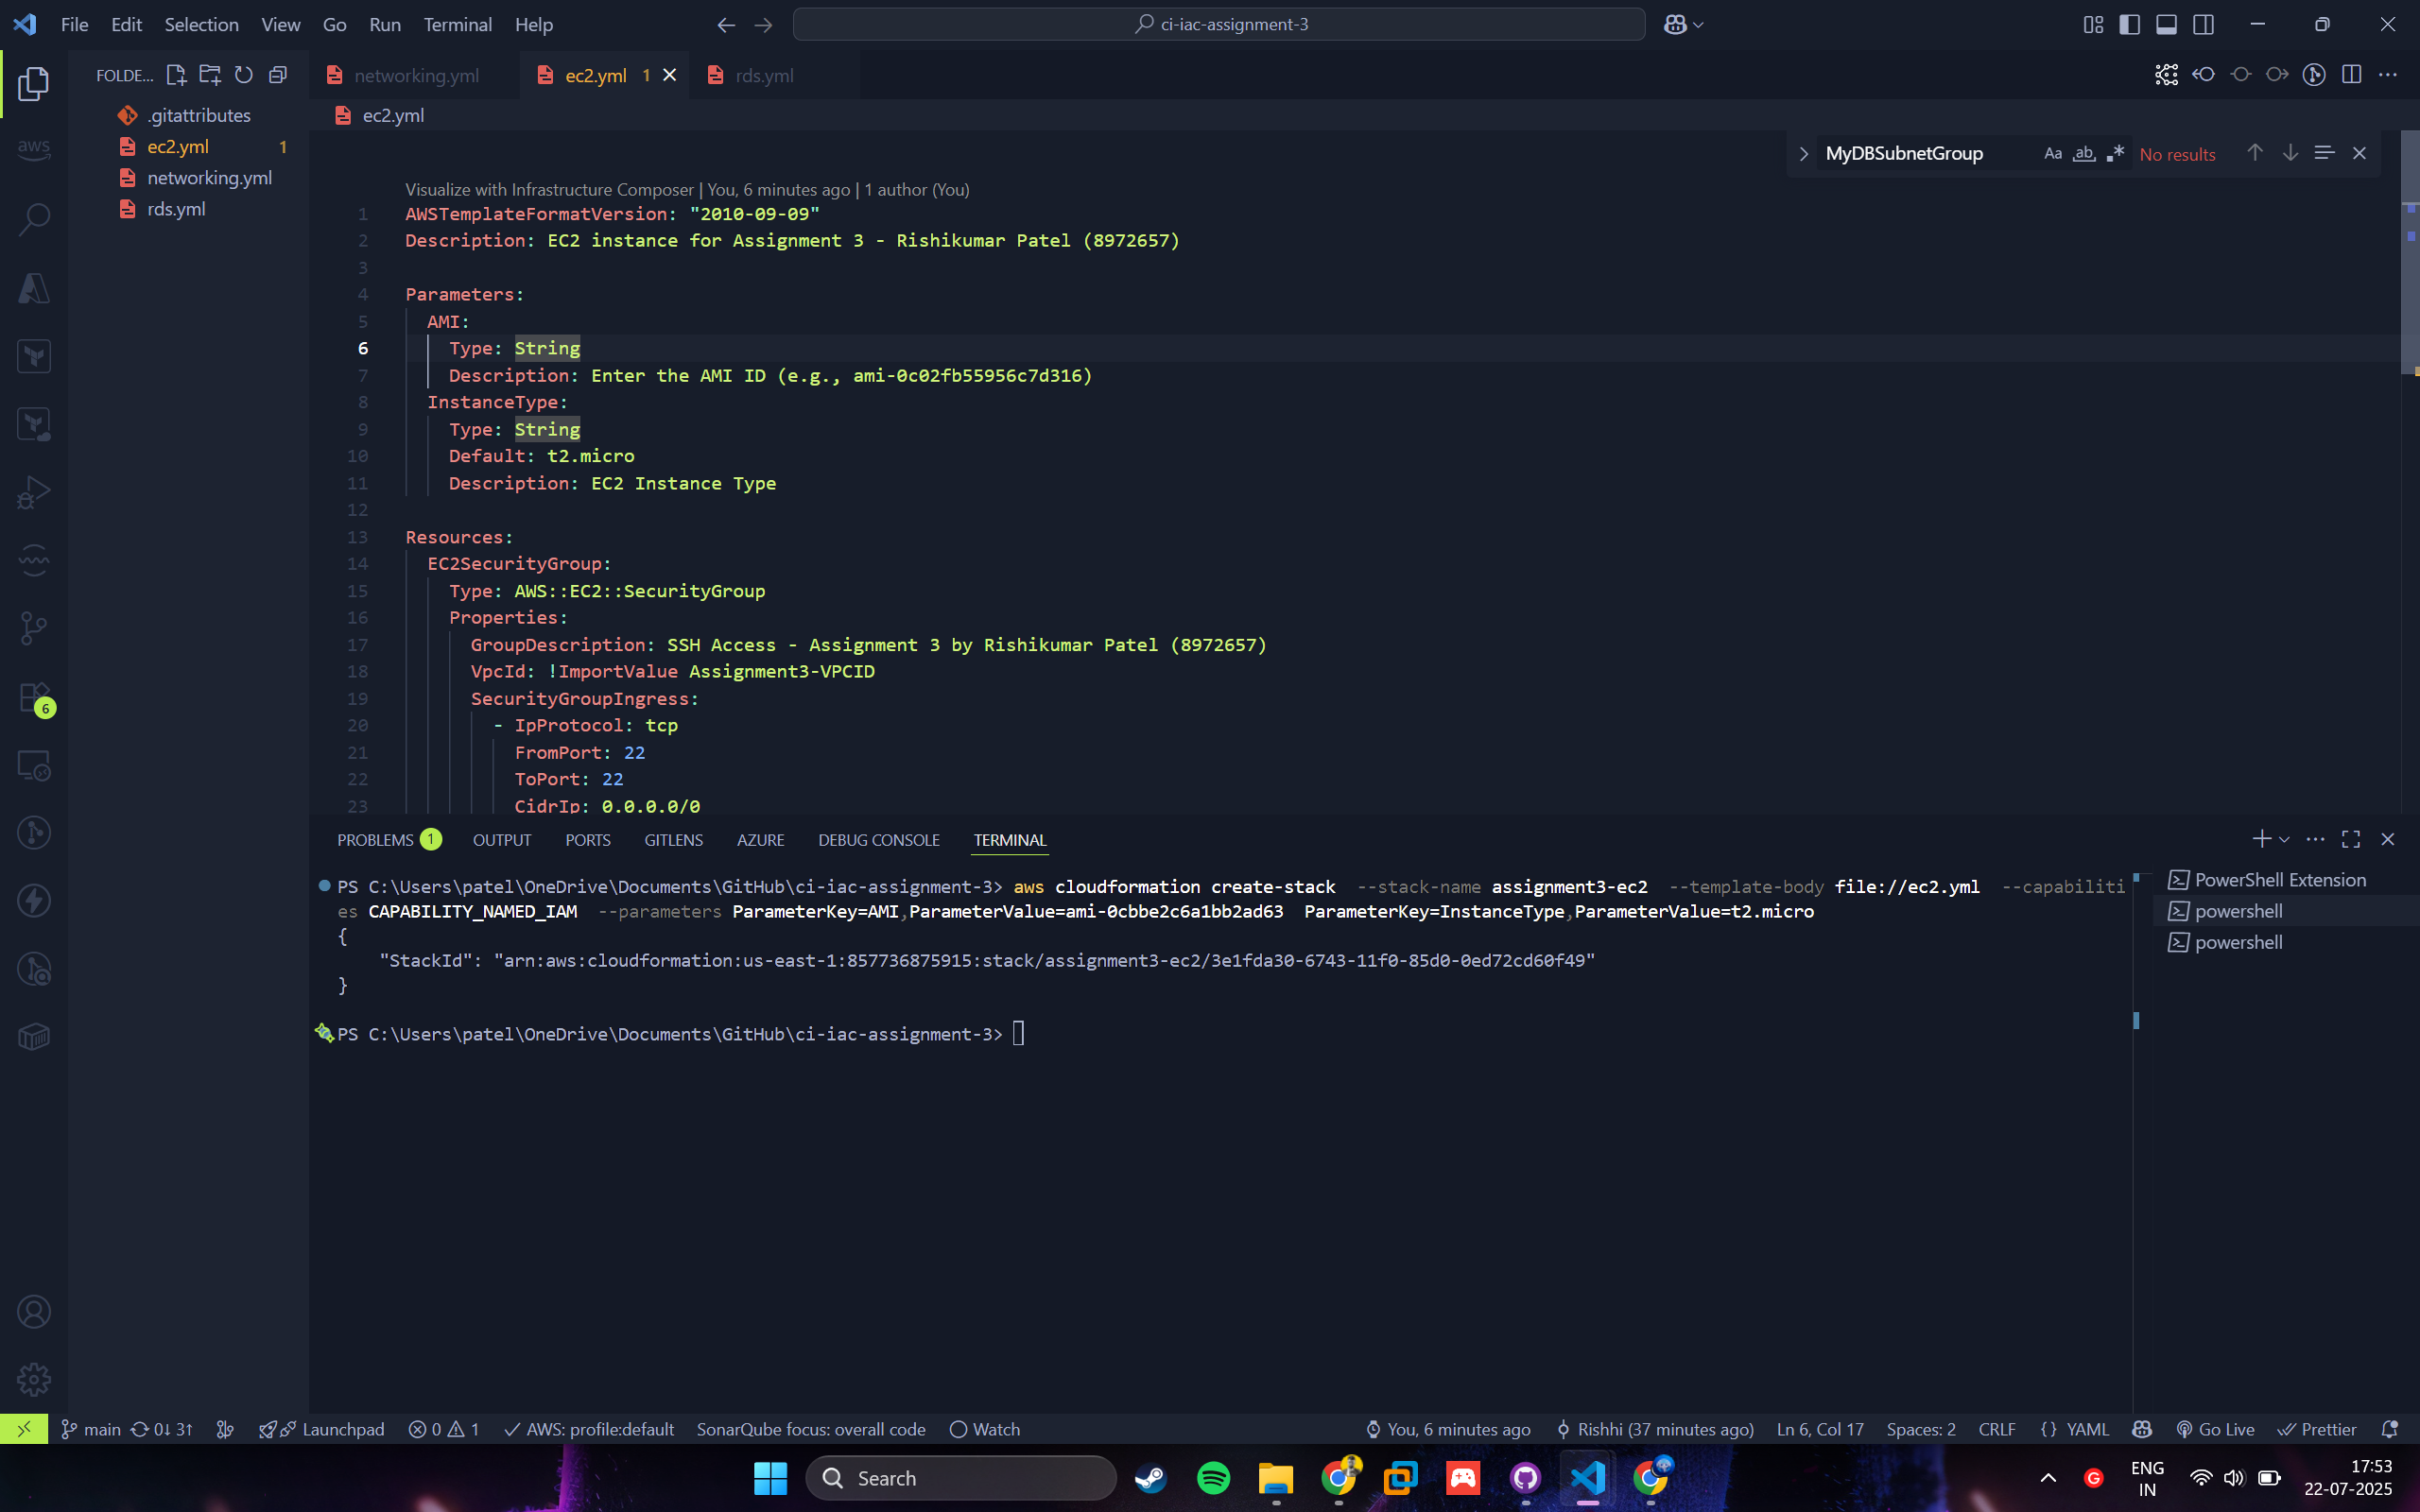 File Edit Selection View Go Run Terminal Help
ci-iac-assignment-3
FOLDE...
networking.yml
ec2.yml 1
rds.yml
aws
.gitattributes
ec2.yml 1
networking.yml
rds.yml
ec2.yml
MyDBSubnetGroup
Aa ab No results
Visualize with Infrastructure Composer | You, 6 minutes ago | 1 author (You)
1 AWSTemplateFormatVersion: "2010-09-09"
2 Description: EC2 instance for Assignment 3 - Rishikumar Patel (8972657)
3
4 Parameters:
5 AMI:
6 Type: String
7 Description: Enter the AMI ID (e.g., ami-0c02fb55956c7d316)
8 InstanceType:
9 Type: String
10 Default: t2.micro
11 Description: EC2 Instance Type
12
13 Resources:
14 EC2SecurityGroup:
15 Type: AWS::EC2::SecurityGroup
16 Properties:
17 GroupDescription: SSH Access - Assignment 3 by Rishikumar Patel (8972657)
18 VpcId: !ImportValue Assignment3-VPCID
19 SecurityGroupIngress:
20 - IpProtocol: tcp
21 FromPort: 22
22 ToPort: 22
23 CidrIp: 0.0.0.0/0
6
PROBLEMS 1 OUTPUT PORTS GITLENS AZURE DEBUG CONSOLE TERMINAL
PS C:\Users\patel\OneDrive\Documents\GitHub\ci-iac-assignment-3> aws cloudformation create-stack --stack-name assignment3-ec2 --template-body file://ec2.yml --capabiliti
es CAPABILITY_NAMED_IAM --parameters ParameterKey=AMI,ParameterValue=ami-0cbbe2c6a1bb2ad63 ParameterKey=InstanceType,ParameterValue=t2.micro
{
"StackId": "arn:aws:cloudformation:us-east-1:857736875915:stack/assignment3-ec2/3e1fda30-6743-11f0-85d0-0ed72cd60f49"
}
PS C:\Users\patel\OneDrive\Documents\GitHub\ci-iac-assignment-3>
PowerShell Extension
powershell
powershell
main 0↓ 3↑ Launchpad 0 1 AWS: profile:default SonarQube focus: overall code Watch
You, 6 minutes ago Rishhi (37 minutes ago) Ln 6, Col 17 Spaces: 2 CRLF {} YAML Go Live Prettier
Search
G
ENG
IN
17:53
22-07-2025